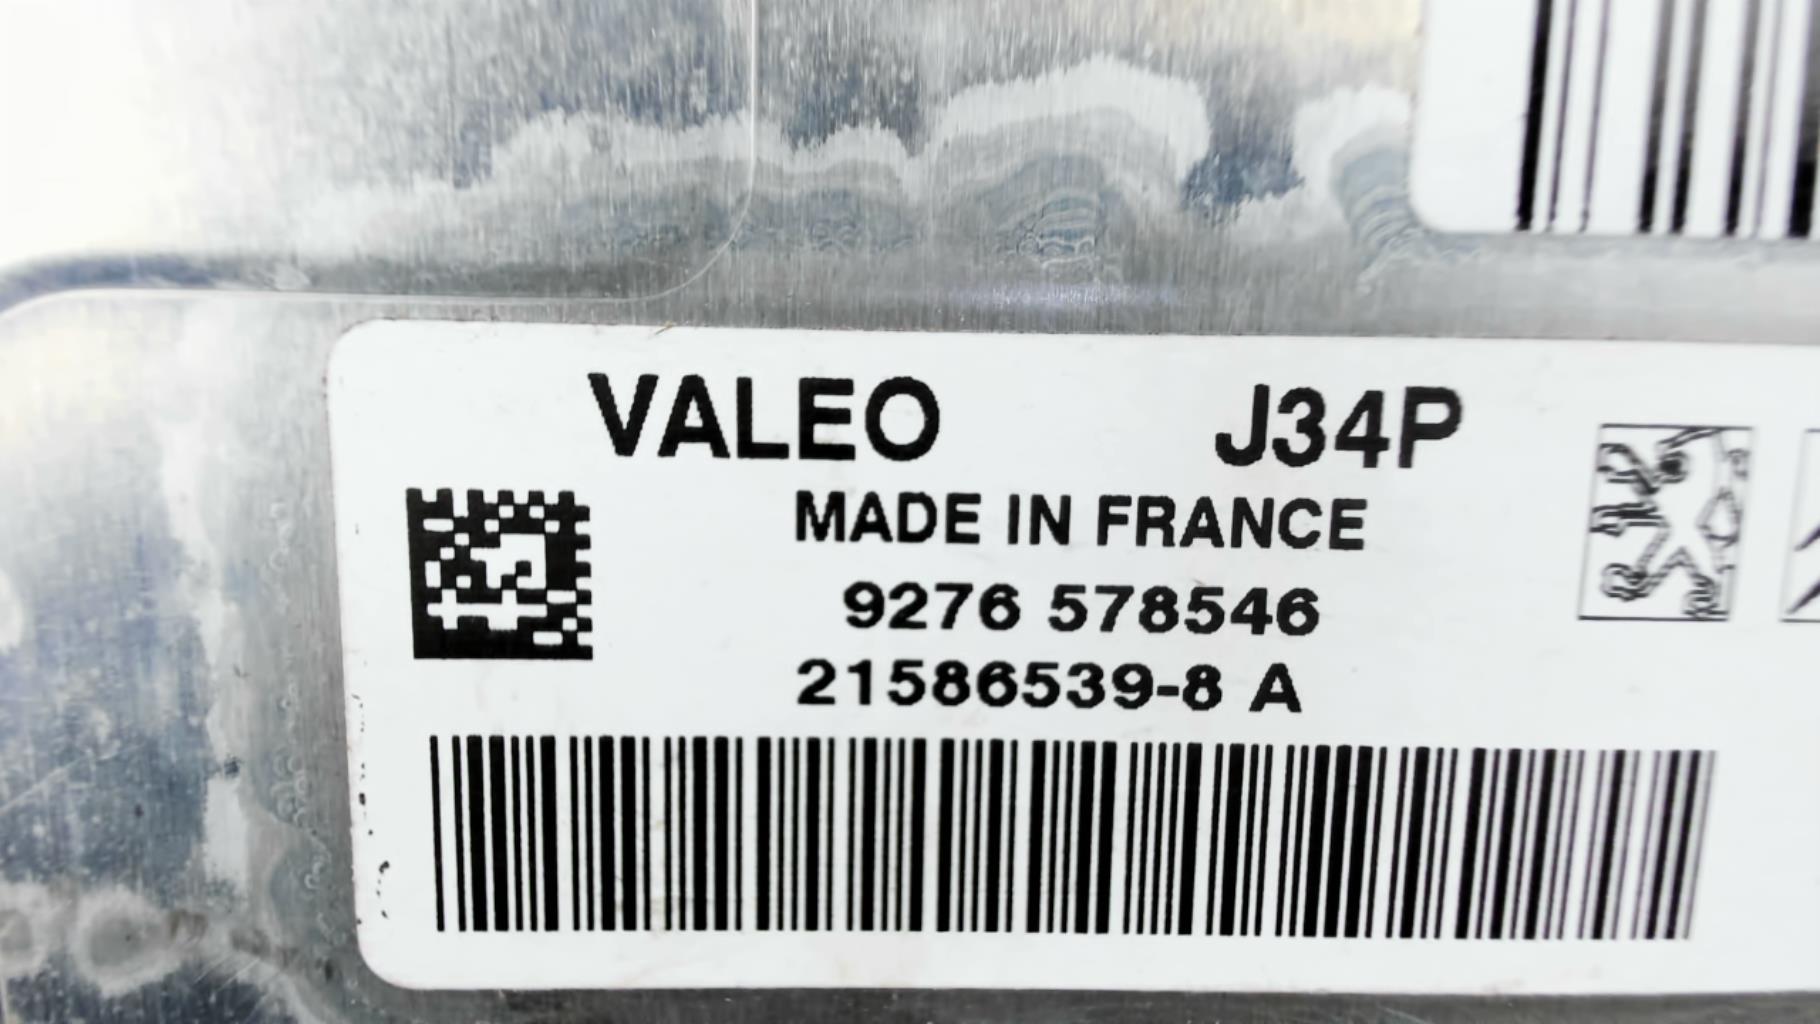 VALEO J34P
MADE IN FRANCE
9276 578546
21586539-8 A